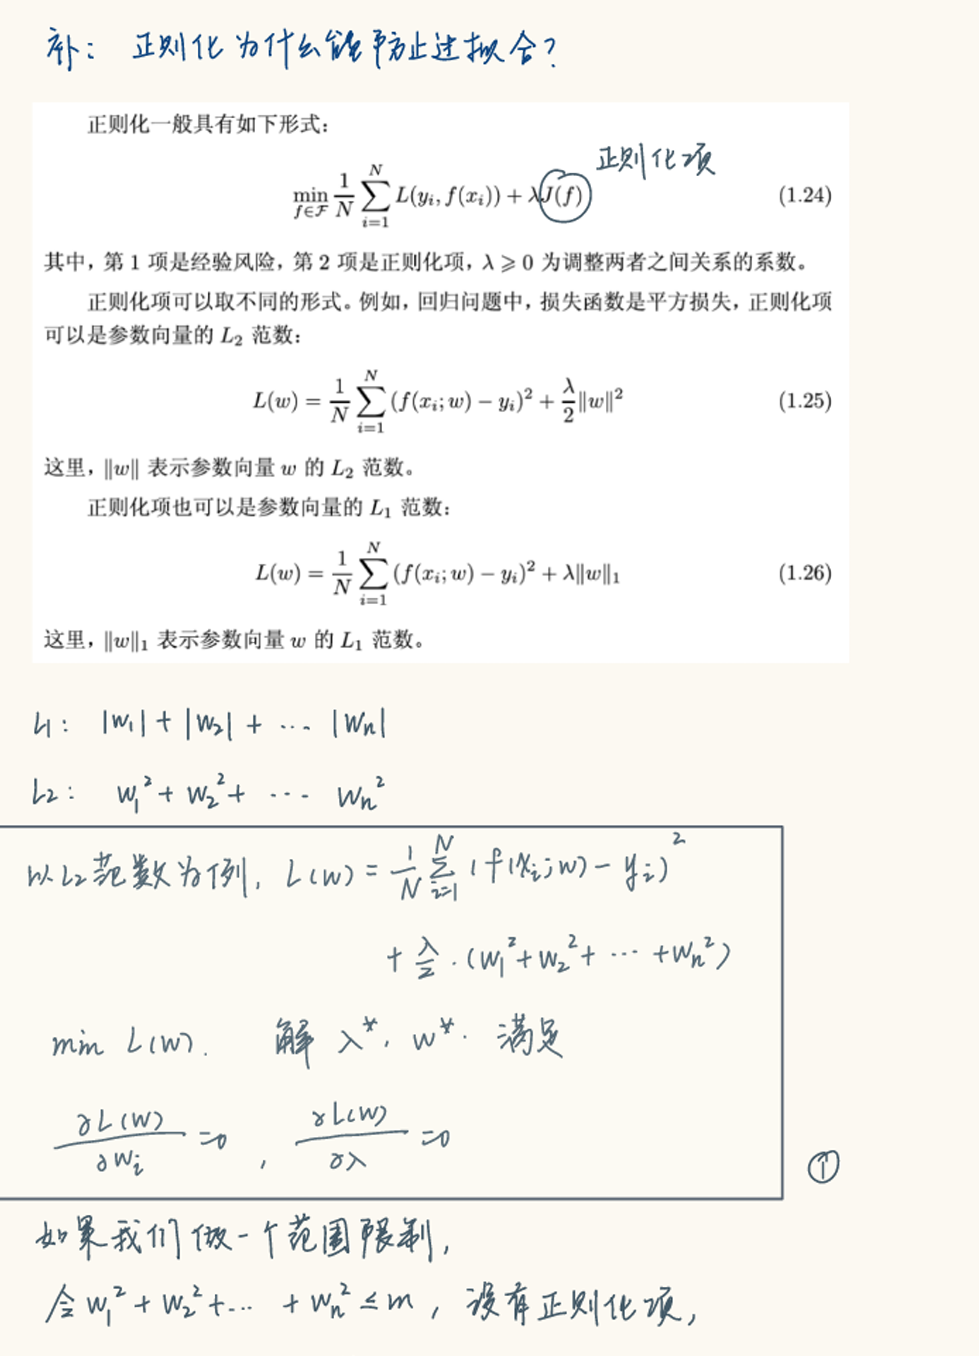 补： 正则化为什么能防止过拟合?
正则化一般具有如下形式：
正则化项
$\min_{f \in \mathcal{F}} \frac{1}{N} \sum_{i=1}^{N} L(y_i, f(x_i)) + \lambda J(f)$ (1.24)
其中，第 1 项是经验风险，第 2 项是正则化项，λ ⩾ 0 为调整两者之间关系的系数。
正则化项可以取不同的形式。例如，回归问题中，损失函数是平方损失，正则化项
可以是参数向量的 $L_2$ 范数：
$L(w) = \frac{1}{N} \sum_{i=1}^{N} (f(x_i; w) - y_i)^2 + \frac{\lambda}{2} \|w\|^2$ (1.25)
这里，$\|w\|$ 表示参数向量 $w$ 的 $L_2$ 范数。
正则化项也可以是参数向量的 $L_1$ 范数：
$L(w) = \frac{1}{N} \sum_{i=1}^{N} (f(x_i; w) - y_i)^2 + \lambda \|w\|_1$ (1.26)
这里，$\|w\|_1$ 表示参数向量 $w$ 的 $L_1$ 范数。
L1: $|w_1| + |w_2| + \cdots |w_n|$
L2: $w_1^2 + w_2^2 + \cdots w_n^2$
以L2范数为例, $L(w) = \frac{1}{N} \sum_{i=1}^{N} (f(x_i; w) - y_i)^2$
$+ \frac{\lambda}{2} \cdot (w_1^2 + w_2^2 + \cdots + w_n^2)$
min L(w). 解 $\lambda^*$, $w^*$. 满足
$\frac{\partial L(w)}{\partial w_i} = 0$, $\frac{\partial L(w)}{\partial \lambda} = 0$
①
如果我们做一个范围限制,
令 $w_1^2 + w_2^2 + \cdots + w_n^2 \le m$, 没有正则化项,